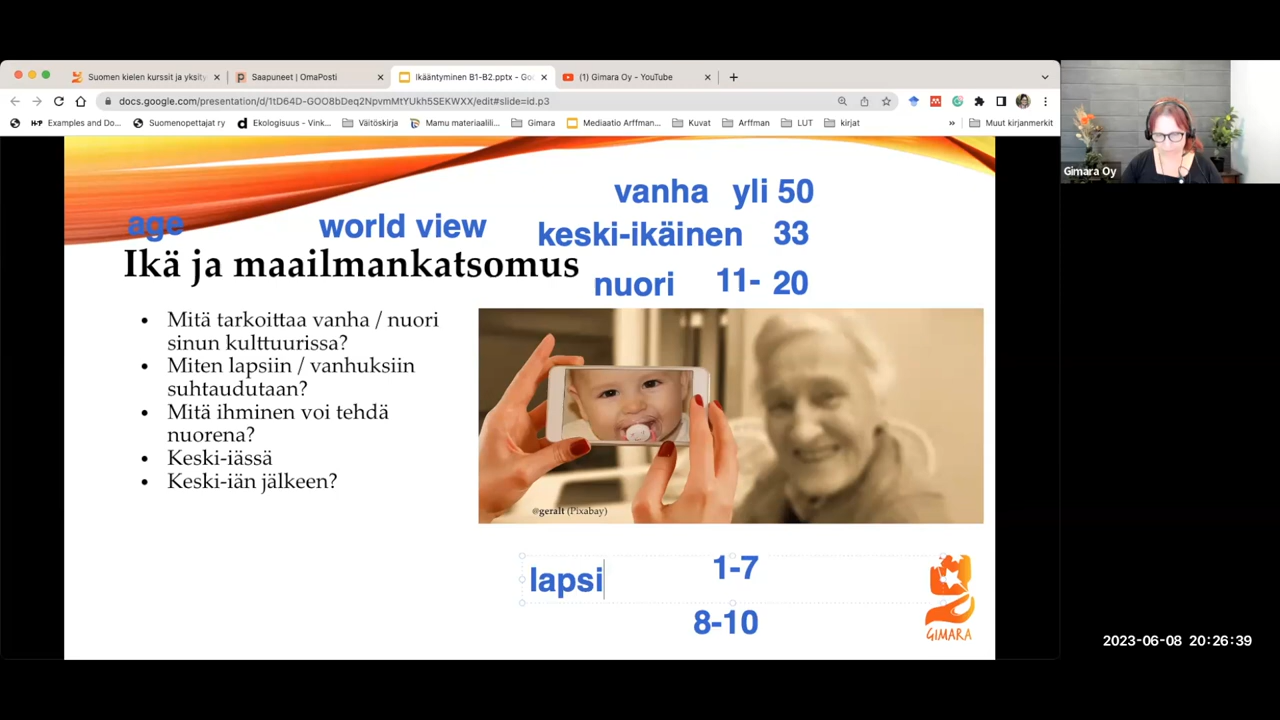 Suomen kielen kurssit ja yksity
Saapuneet | OmaPosti
Ikääntyminen B1-B2.pptx - Go
(1) Gimara Oy - YouTube
docs.google.com/presentation/d/1tD64D-GOO8bDeq2NpvmMtYUkh5SEKWXX/edit#slide=id.p3
Examples and Do...
Suomenopettajat ry
Ekologisuus - Vink...
Väitöskirja
Mamu materiaalili...
Gimara
Mediaatio Arffman...
Kuvat
Arffman
LUT
kirjat
»
Muut kirjanmerkit
Gimara Oy
vanha yli 50
age world view keski-ikäinen 33
Ikä ja maailmankatsomus
nuori 11- 20
• Mitä tarkoittaa vanha / nuori
sinun kulttuurissa?
• Miten lapsiin / vanhuksiin
suhtaudutaan?
• Mitä ihminen voi tehdä
nuorena?
• Keski-iässä
• Keski-iän jälkeen?
@geralt (Pixabay)
lapsi 1-7
8-10
GIMARA
2023-06-08 20:26:39